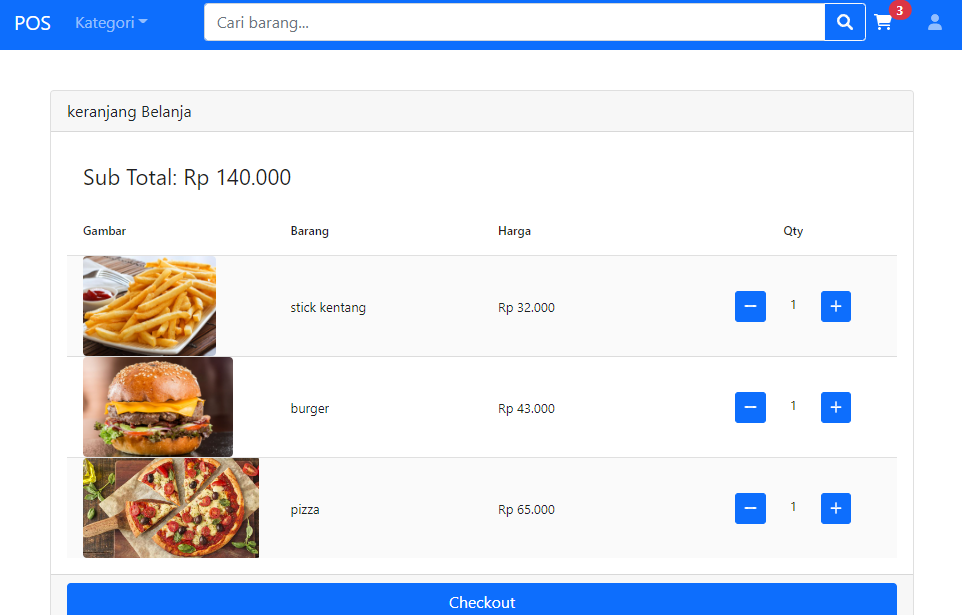 POS Kategori Cari barang... 3
keranjang Belanja
Sub Total: Rp 140.000
Gambar Barang Harga Qty
stick kentang Rp 32.000 − 1 +
burger Rp 43.000 − 1 +
pizza Rp 65.000 − 1 +
Checkout